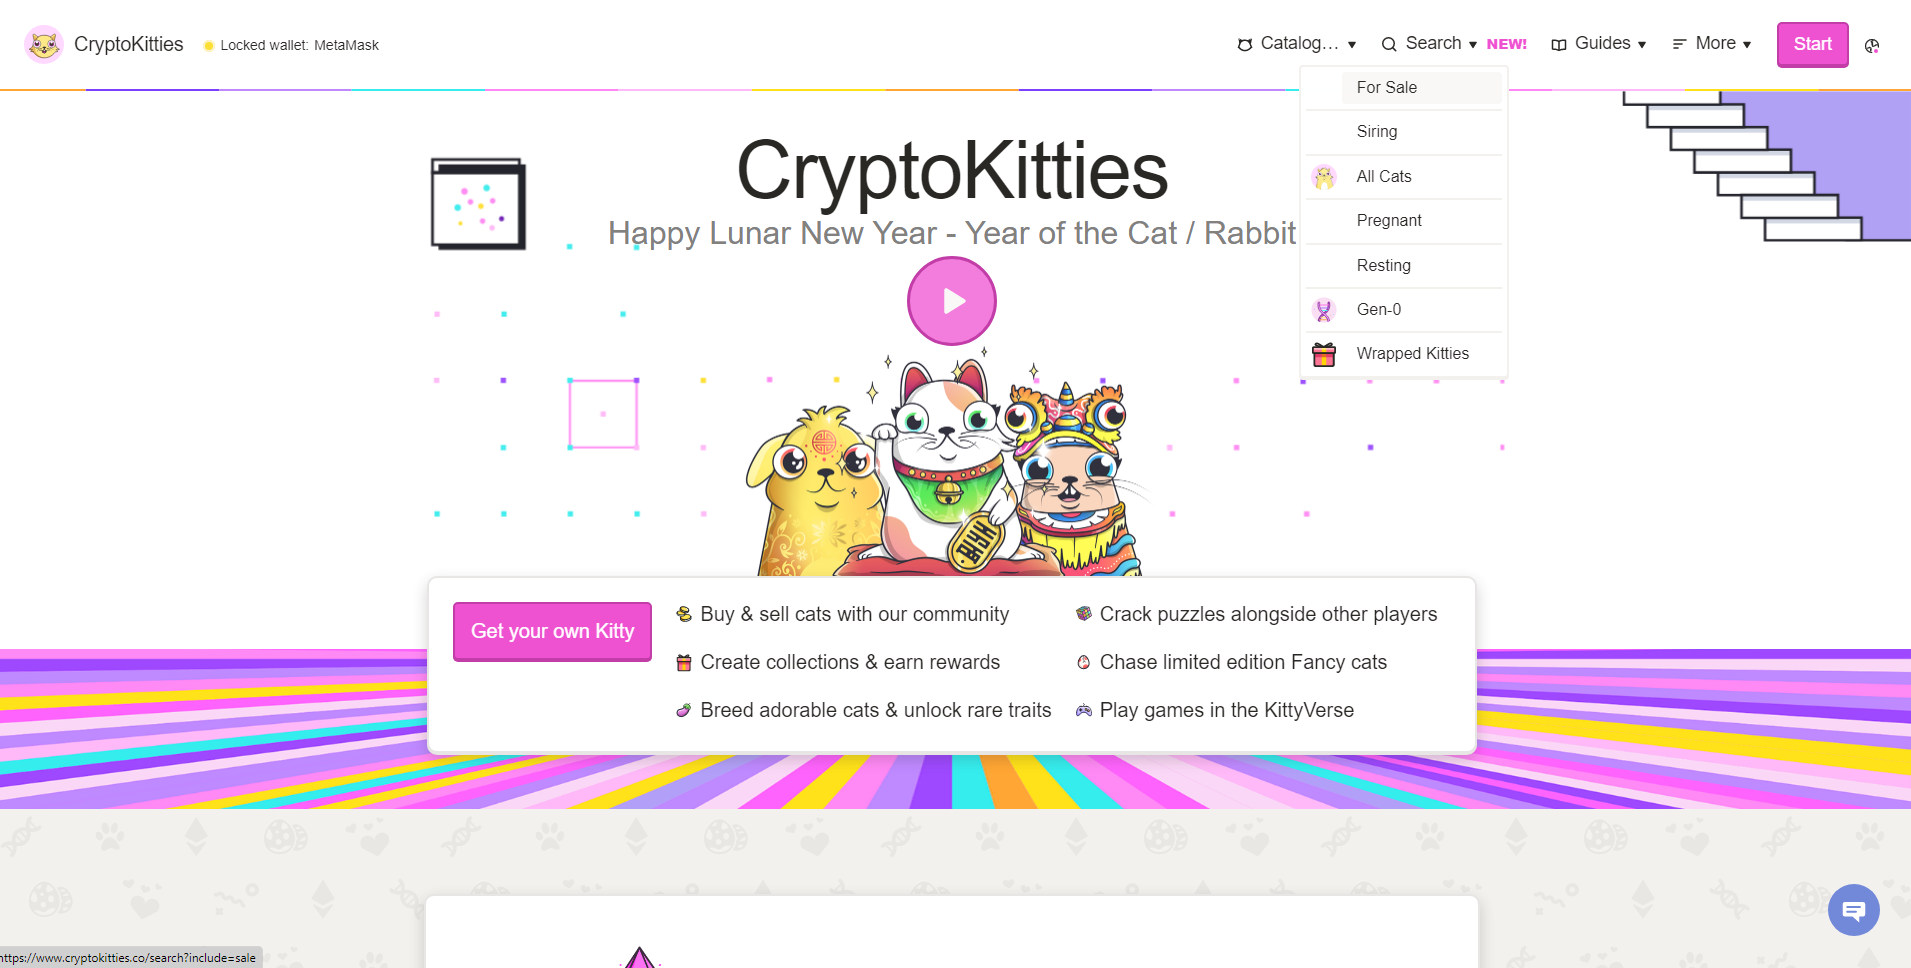 CryptoKitties
Locked wallet: MetaMask
Catalog...
Search
NEW!
Guides
More
Start
For Sale
Siring
All Cats
Pregnant
Resting
Gen-0
Wrapped Kitties
CryptoKitties
Happy Lunar New Year - Year of the Cat / Rabbit
Get your own Kitty
Buy & sell cats with our community
Create collections & earn rewards
Breed adorable cats & unlock rare traits
Crack puzzles alongside other players
Chase limited edition Fancy cats
Play games in the KittyVerse
https://www.cryptokitties.co/search?include=sale